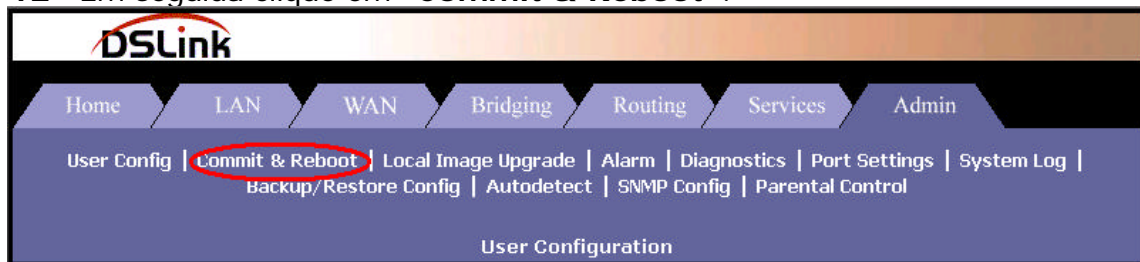 12 - Em seguida clique em "Commit & Reboot".
DSLink
Home LAN WAN Bridging Routing Services Admin
User Config | Commit & Reboot | Local Image Upgrade | Alarm | Diagnostics | Port Settings | System Log |
Backup/Restore Config | Autodetect | SNMP Config | Parental Control
User Configuration